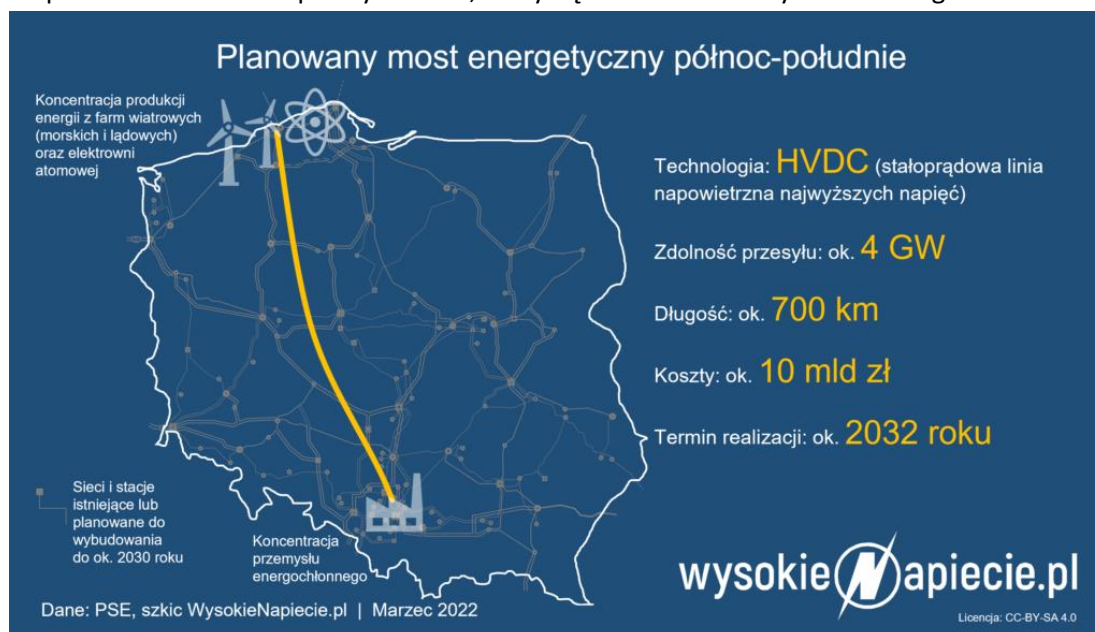 Planowany most energetyczny północ-południe
Koncentracja produkcji
energii z farm wiatrowych
(morskich i lądowych)
oraz elektrowni
atomowej
Technologia: HVDC (stałoprądowa linia
napowietrzna najwyższych napięć)
Zdolność przesyłu: ok. 4 GW
Długość: ok. 700 km
Koszty: ok. 10 mld zł
Termin realizacji: ok. 2032 roku
Sieci i stacje
istniejące lub
planowane do
wybudowania
do ok. 2030 roku
Koncentracja
przemysłu
energochłonnego
wysokieNapiecie.pl
Dane: PSE, szkic WysokieNapiecie.pl | Marzec 2022
Licencja: CC-BY-SA 4.0